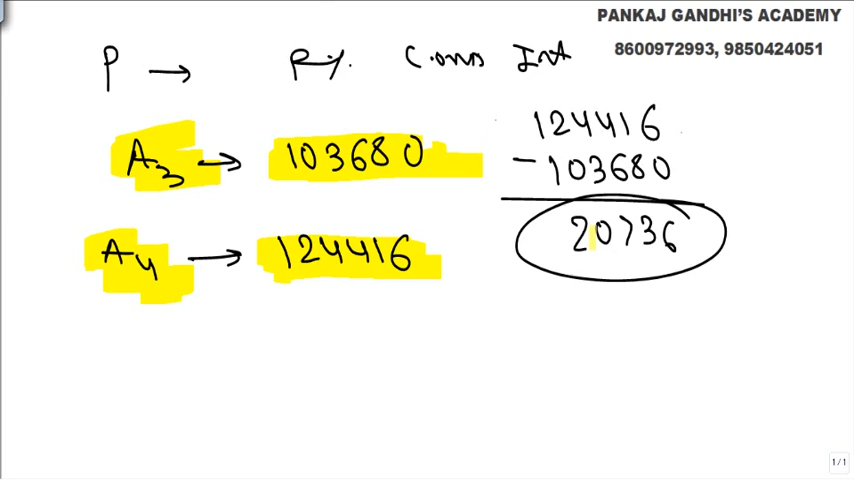 PANKAJ GANDHI'S ACADEMY
8600972993, 9850424051
P → R%. Comp Int
A3 → 103680
A4 → 124416
124416
- 103680
20736
1/1